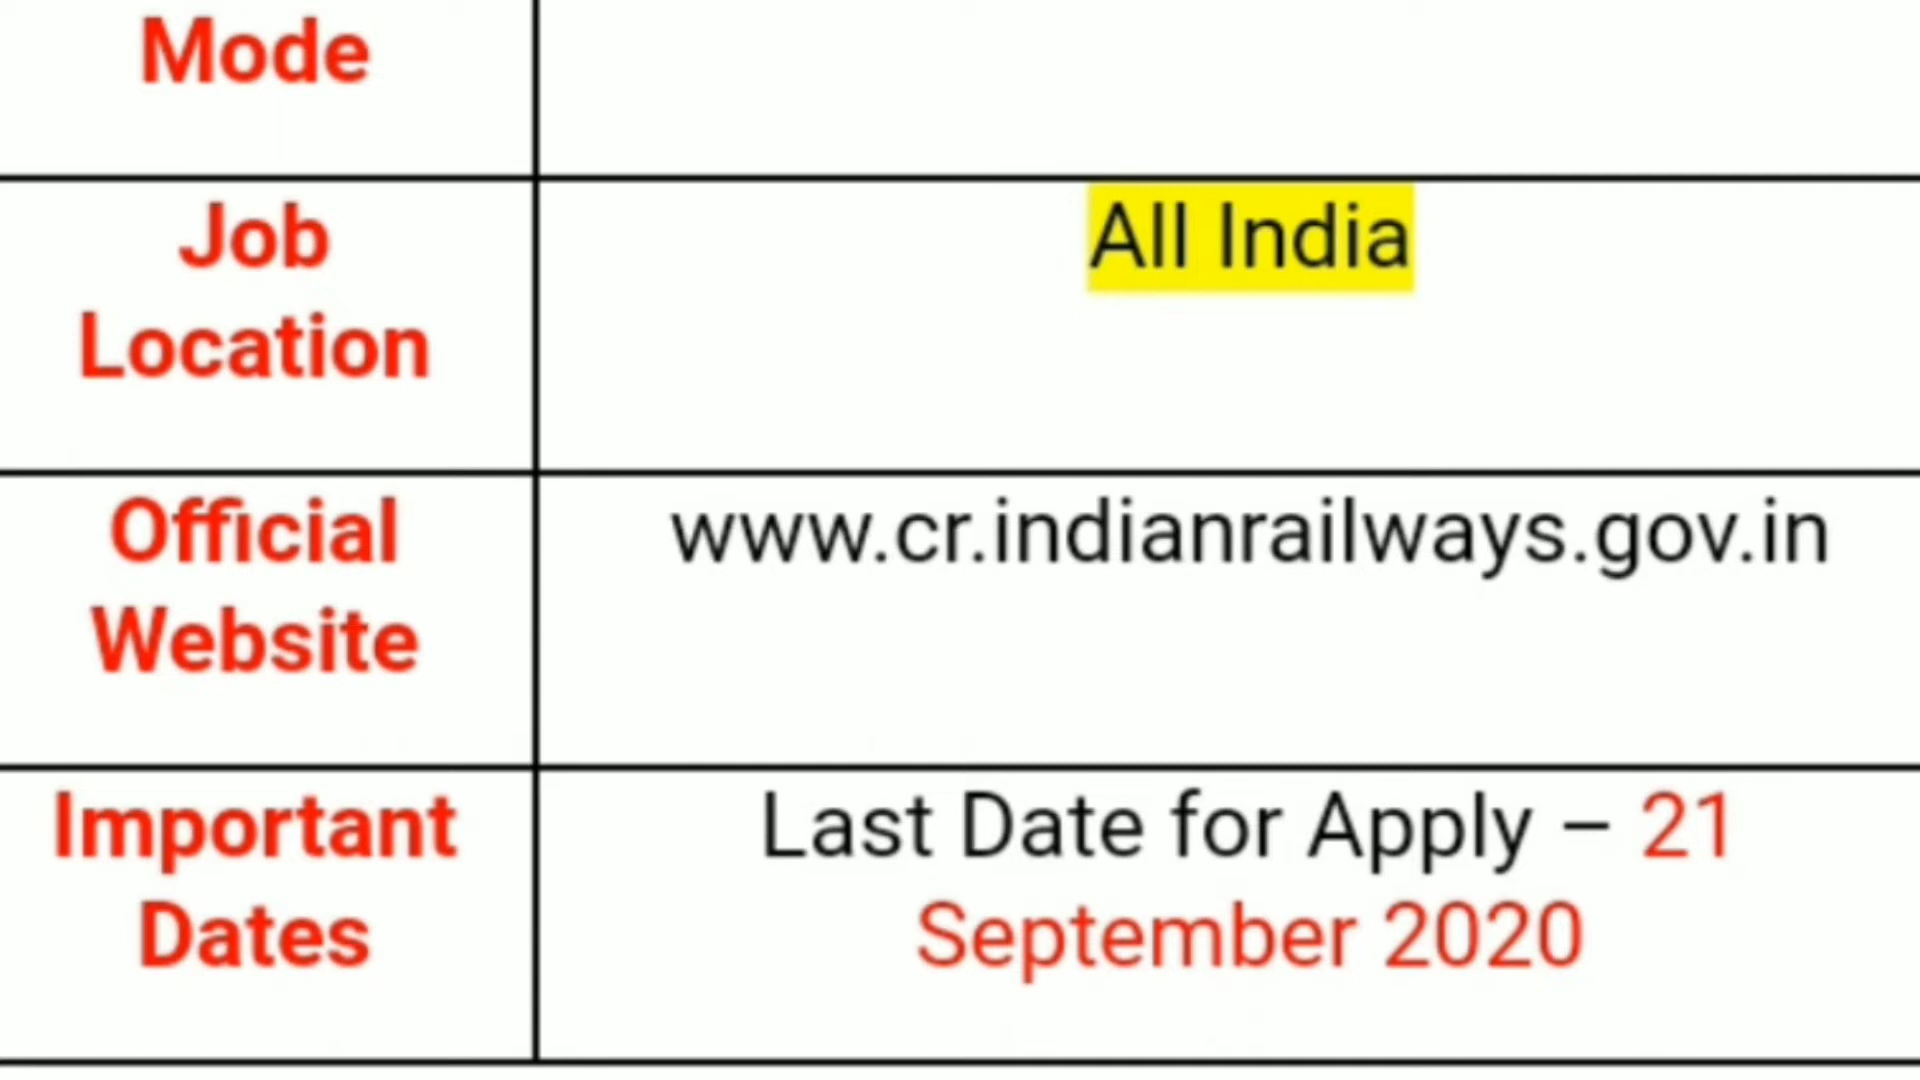 Mode
Job
Location
All India
Official
Website
www.cr.indianrailways.gov.in
Important
Dates
Last Date for Apply – 21
September 2020